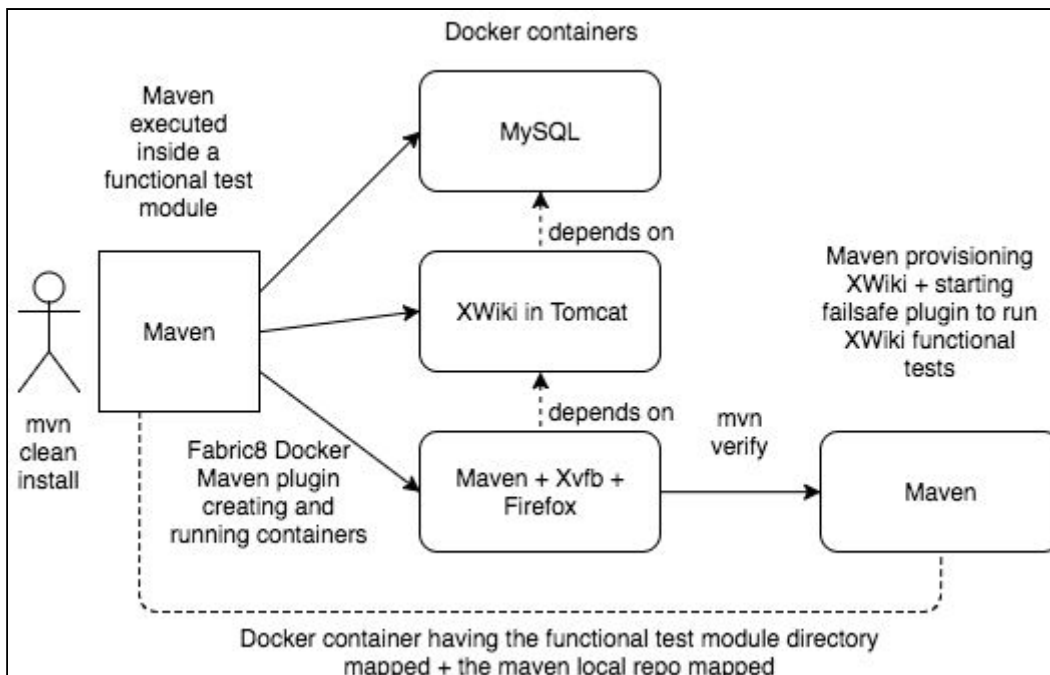 Docker containers
Maven
executed
inside a
functional test
module
MySQL
depends on
Maven provisioning
XWiki + starting
failsafe plugin to run
XWiki functional
tests
Maven
XWiki in Tomcat
depends on
mvn
clean
install
Fabric8 Docker
Maven plugin
creating and
running containers
Maven + Xvfb +
Firefox
mvn
verify
Maven
Docker container having the functional test module directory
mapped + the maven local repo mapped